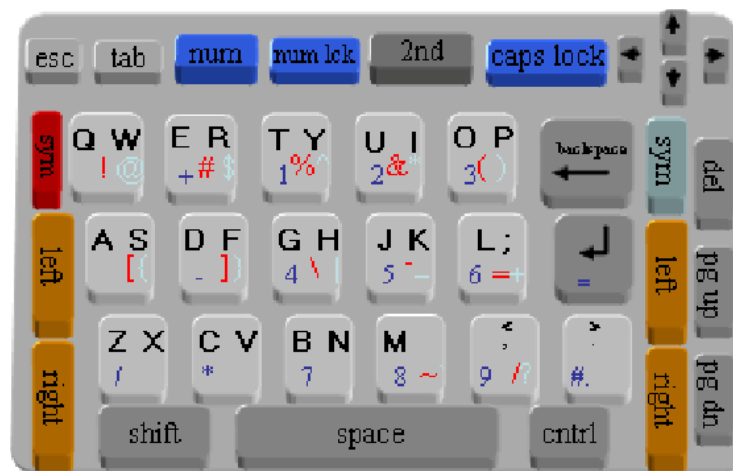 esc tab num num lck 2nd caps lock
sym Q W E R T Y U I O P backspace sym del
! @ + # $ 1 % ^ 2 & * 3 ( )
left A S D F G H J K L ; left pg up
[ { - ] } 4 \ | 5 - _ 6 = + =
right Z X C V B N M < > right pg dn
, .
/ * 7 8 ~ 9 / ? #.
shift space cntrl